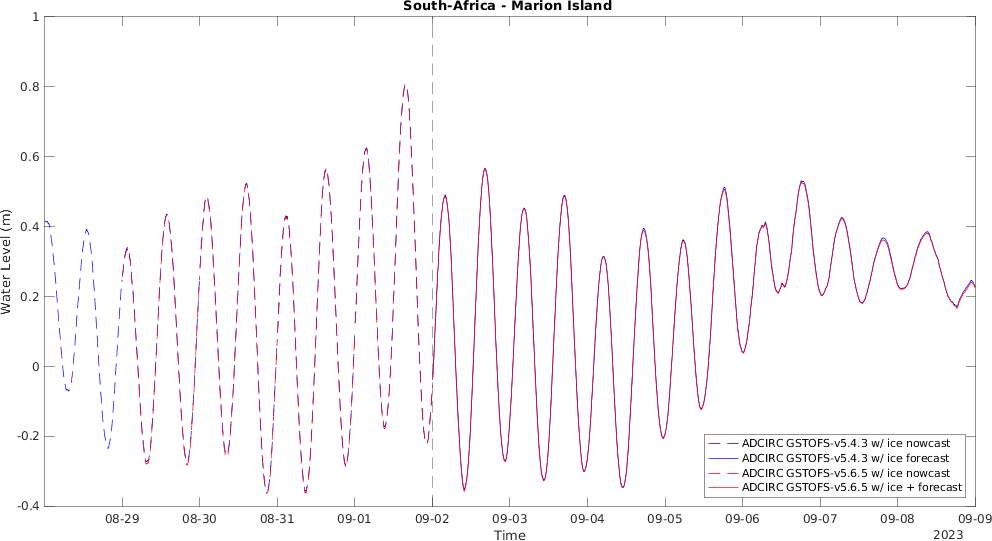 South-Africa - Marion Island
1
0.8
0.6
0.4
0.2
0
-0.2
-0.4
Water Level (m)
ADCIRC GSTOFS-v5.4.3 w/ ice nowcast
ADCIRC GSTOFS-v5.4.3 w/ ice forecast
ADCIRC GSTOFS-v5.6.5 w/ ice nowcast
ADCIRC GSTOFS-v5.6.5 w/ ice + forecast
08-29 08-30 08-31 09-01 09-02 09-03 09-04 09-05 09-06 09-07 09-08 09-09
Time
2023